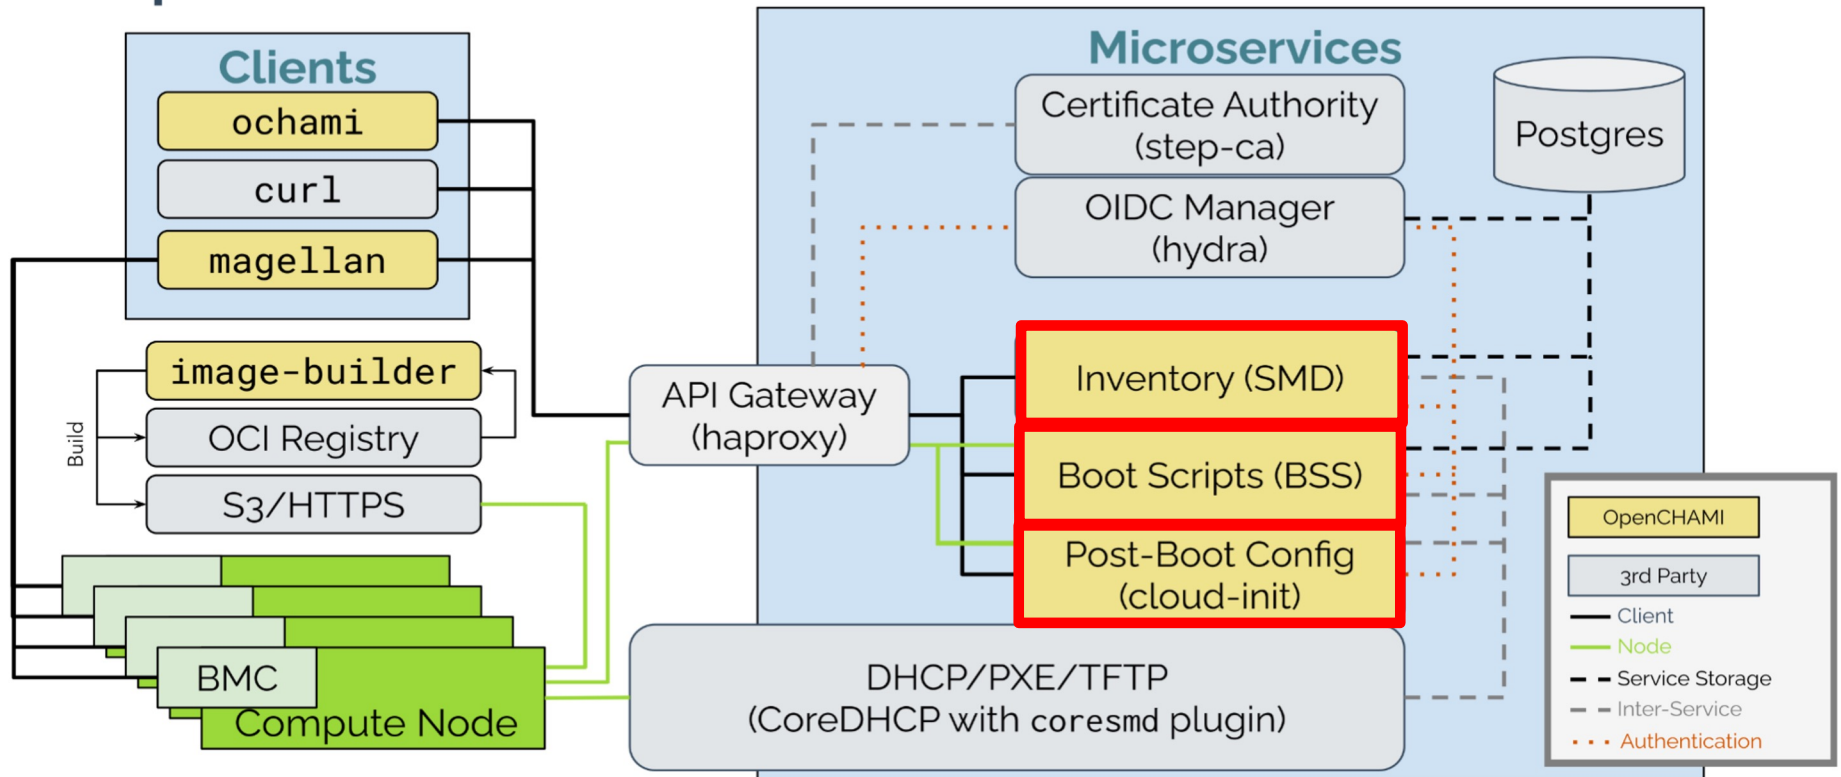 Clients
ochami
curl
magellan
image-builder
OCI Registry
S3/HTTPS
Build
BMC
Compute Node
API Gateway
(haproxy)
Microservices
Certificate Authority
(step-ca)
OIDC Manager
(hydra)
Postgres
Inventory (SMD)
Boot Scripts (BSS)
Post-Boot Config
(cloud-init)
DHCP/PXE/TFTP
(CoreDHCP with coresmd plugin)
OpenCHAMI
3rd Party
Client
Node
Service Storage
Inter-Service
Authentication